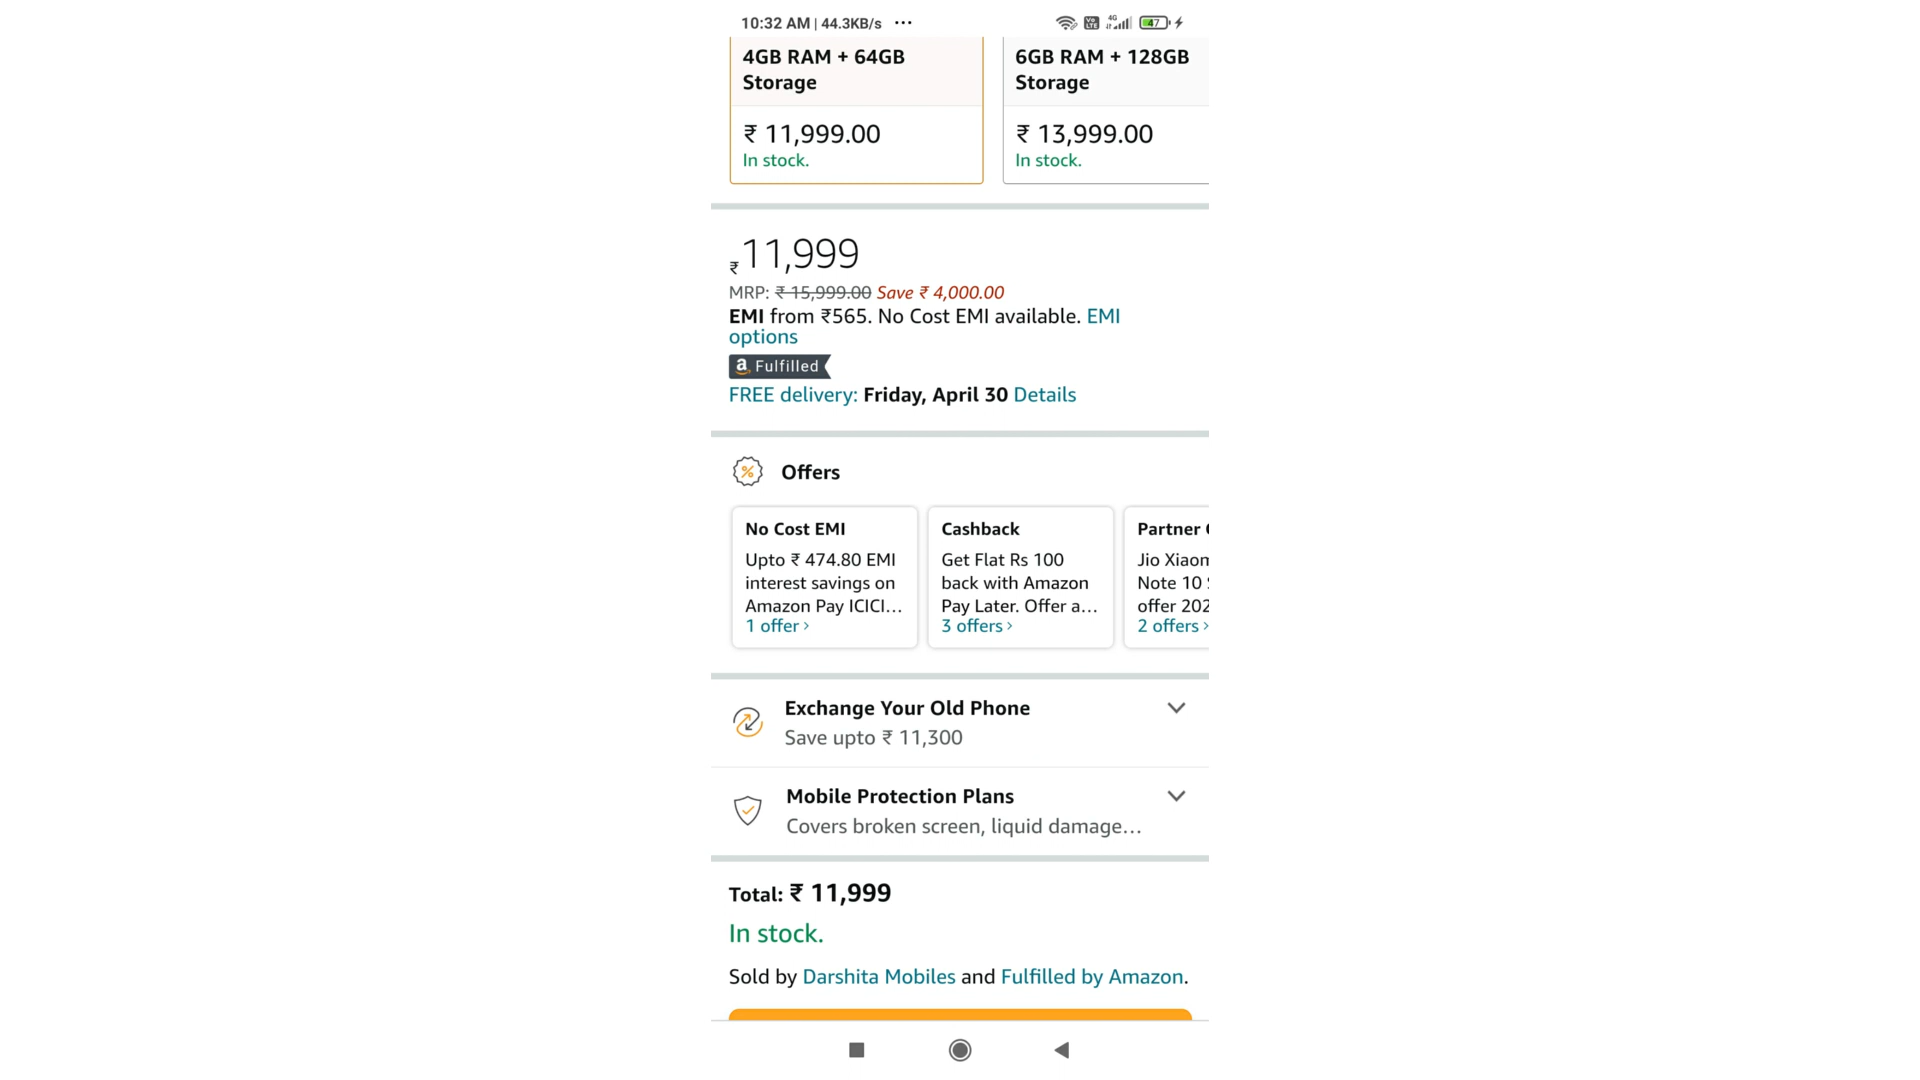 10:32 AM | 44.3KB/s ...
4G
Vo LTE
47
4GB RAM + 64GB
Storage
₹ 11,999.00
In stock.
6GB RAM + 128GB
Storage
₹ 13,999.00
In stock.
₹11,999
MRP: ₹ 15,999.00 Save ₹ 4,000.00
EMI from ₹565. No Cost EMI available. EMI
options
a Fulfilled
FREE delivery: Friday, April 30 Details
Offers
No Cost EMI
Upto ₹ 474.80 EMI
interest savings on
Amazon Pay ICICI...
1 offer ›
Cashback
Get Flat Rs 100
back with Amazon
Pay Later. Offer a...
3 offers ›
Partner
Jio Xiaom
Note 10
offer 202
2 offers ›
Exchange Your Old Phone
Save upto ₹ 11,300
Mobile Protection Plans
Covers broken screen, liquid damage...
Total: ₹ 11,999
In stock.
Sold by Darshita Mobiles and Fulfilled by Amazon.